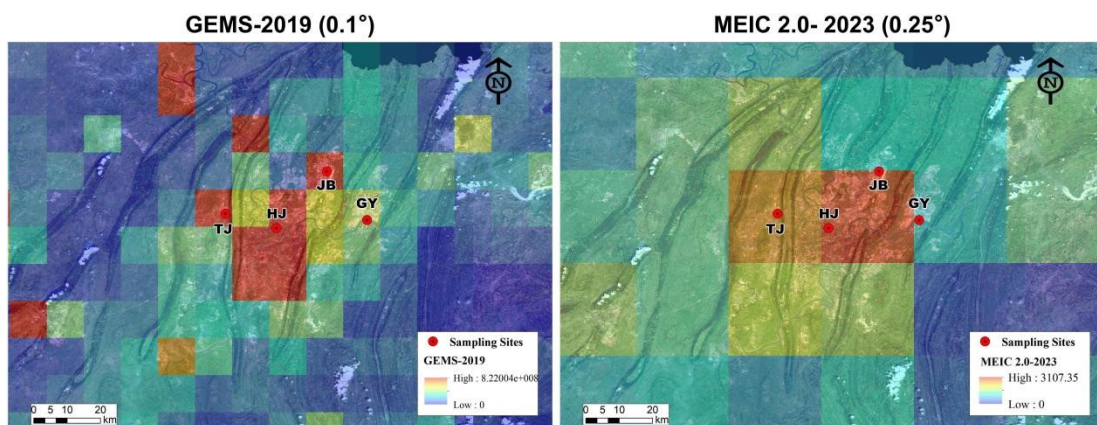 GEMS-2019 (0.1°)
MEIC 2.0- 2023 (0.25°)
N
JB
GY
HJ
TJ
Sampling Sites
GEMS-2019
High : 8.22004e+008
Low : 0
0 5 10 20
km
N
JB
GY
HJ
TJ
Sampling Sites
MEIC 2.0-2023
High : 3107.35
Low : 0
0 5 10 20
km